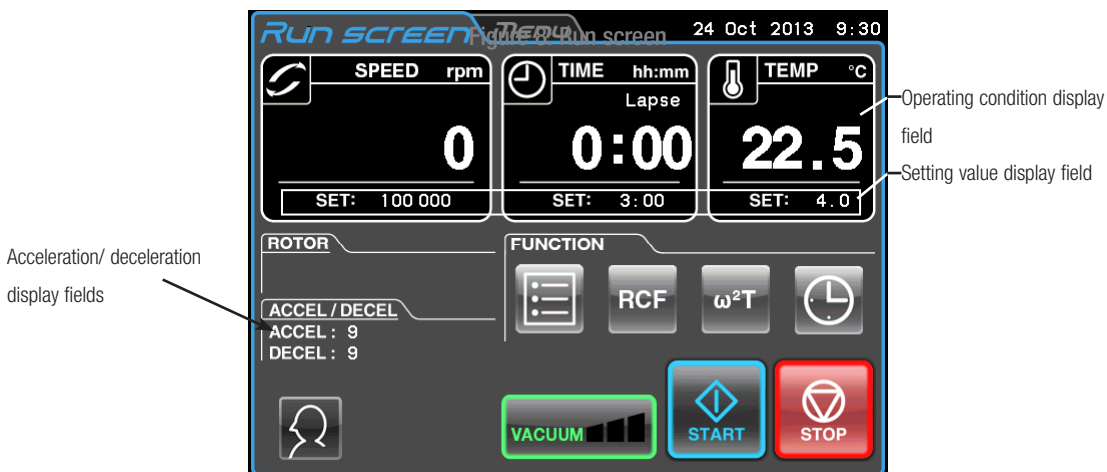 Run screen Menu 24 Oct 2013 9:30
Figure 8: Run screen
SPEED rpm
0
SET: 100 000
TIME hh:mm
Lapse
0:00
SET: 3:00
TEMP °C
22.5
SET: 4.0
Operating condition display
field
Setting value display field
Acceleration/ deceleration
display fields
ROTOR
ACCEL / DECEL
ACCEL : 9
DECEL : 9
FUNCTION
RCF
ω²T
VACUUM
START
STOP